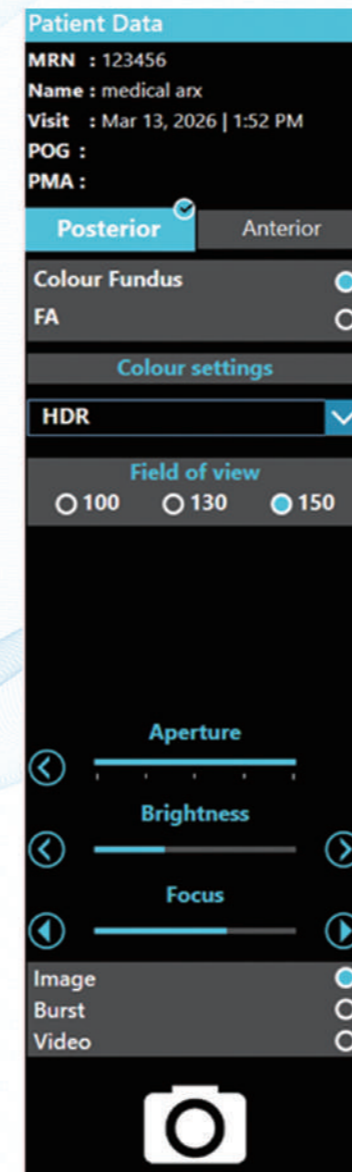 Patient Data
MRN : 123456
Name : medical arx
Visit : Mar 13, 2026 | 1:52 PM
POG :
PMA :
Posterior Anterior
Colour Fundus
FA
Colour settings
HDR
Field of view
100 130 150
Aperture
Brightness
Focus
Image
Burst
Video